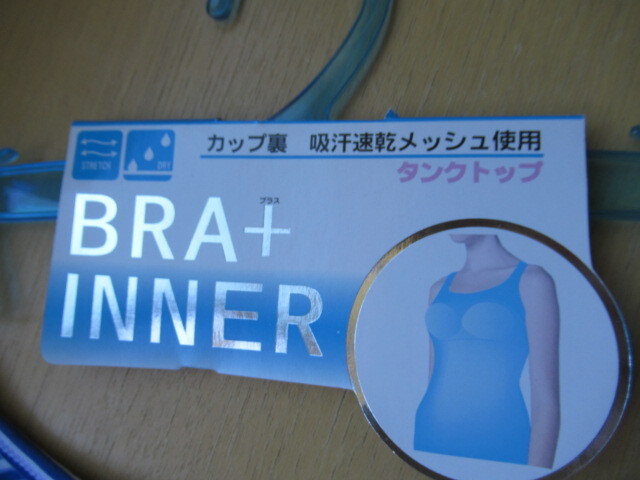 STRETCH DRY
カップ裏 吸汗速乾メッシュ使用
タンクトップ
プラス
BRA+
INNER